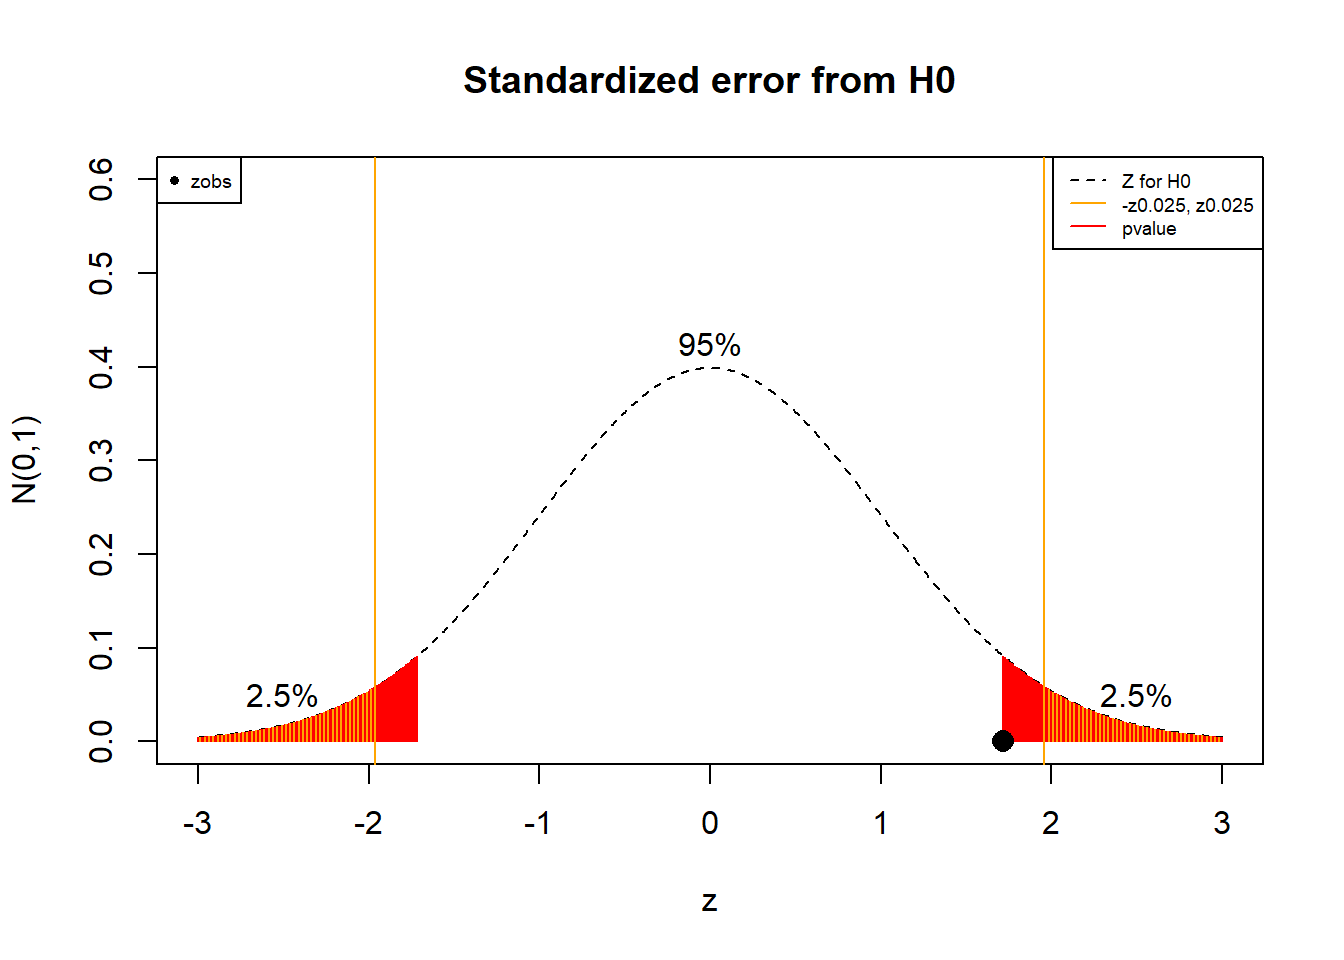 Standardized error from H0
zobs
Z for H0
-z0.025, z0.025
pvalue
N(0,1)
0.6
0.5
0.4
0.3
0.2
0.1
0.0
95%
2.5%
2.5%
-3 -2 -1 0 1 2 3
z